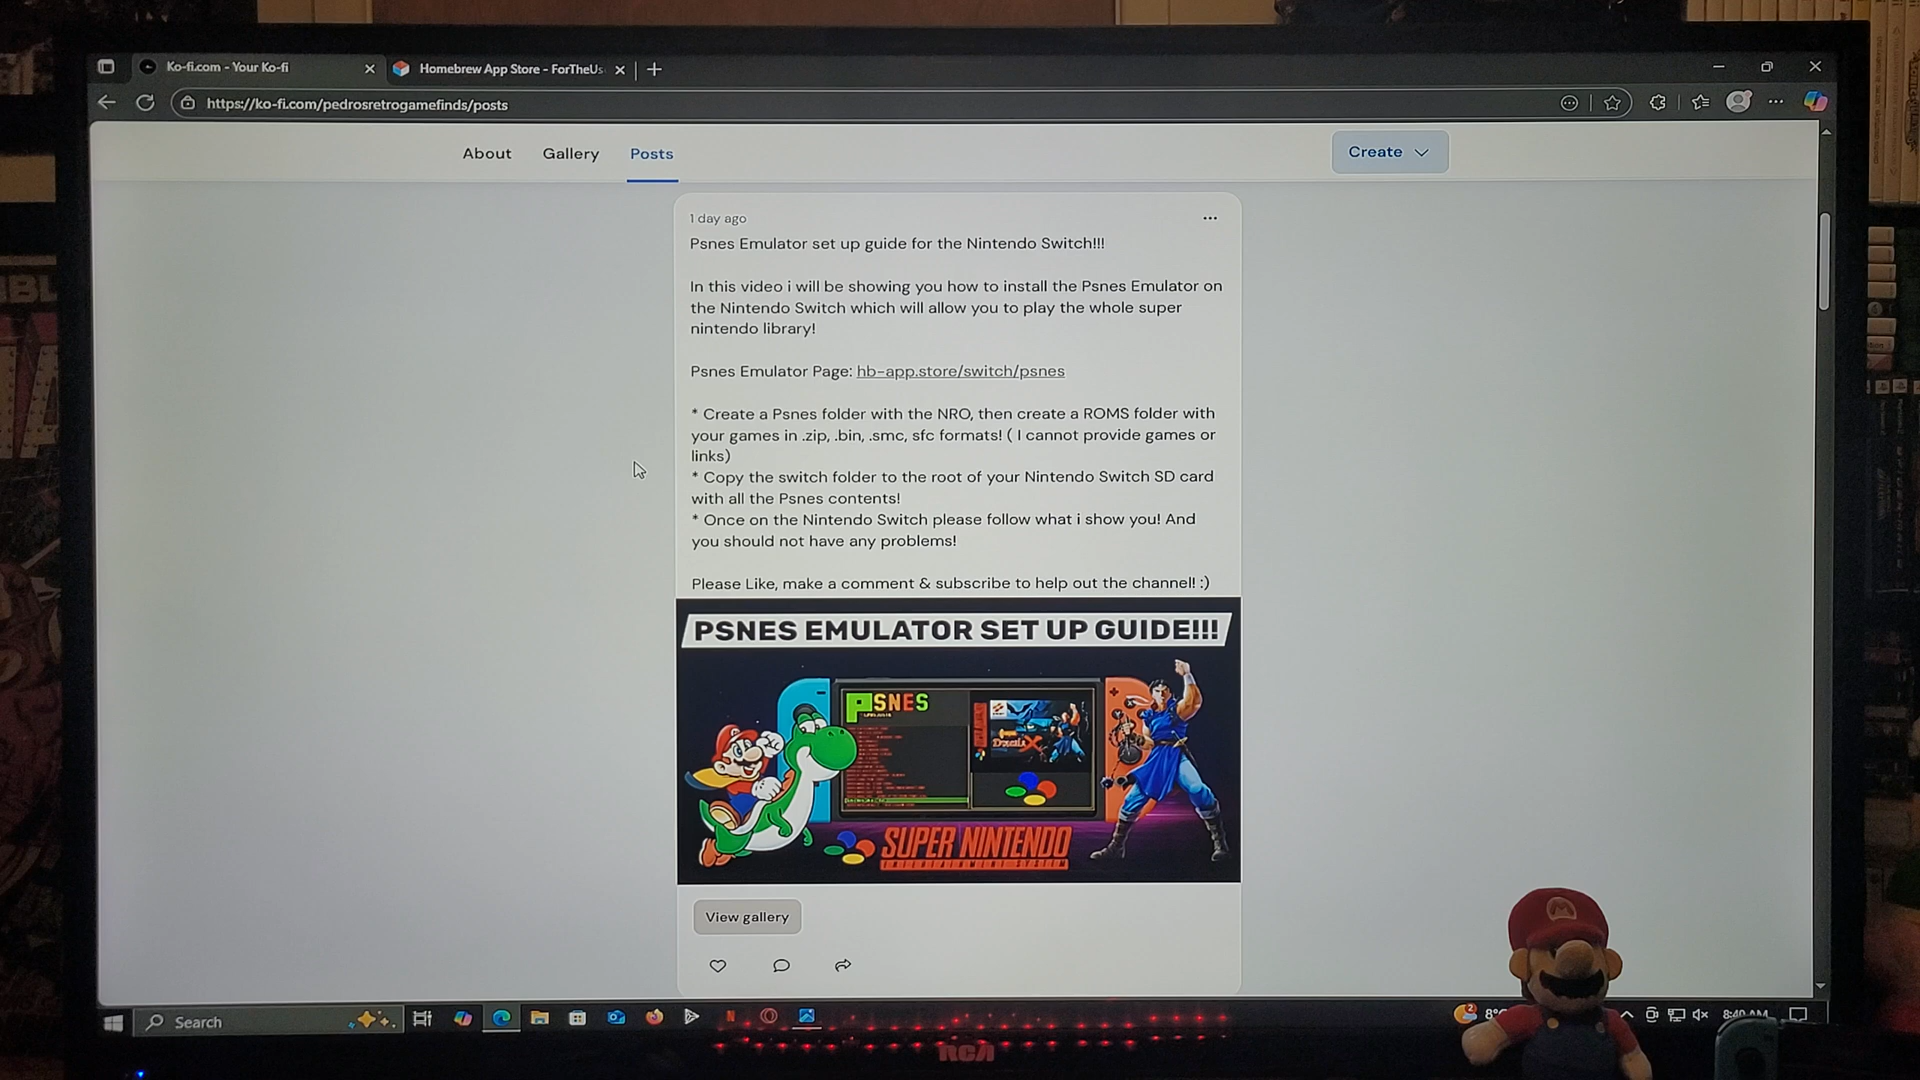 Ko-fi.com - Your Ko-fi
Homebrew App Store - ForTheUs
https://ko-fi.com/pedrosretrogamefinds/posts
About Gallery Posts
Create
1 day ago
Psnes Emulator set up guide for the Nintendo Switch!!!
In this video i will be showing you how to install the Psnes Emulator on
the Nintendo Switch which will allow you to play the whole super
nintendo library!
Psnes Emulator Page: hb-app.store/switch/psnes
* Create a Psnes folder with the NRO, then create a ROMS folder with
your games in .zip, .bin, .smc, sfc formats! ( I cannot provide games or
links)
* Copy the switch folder to the root of your Nintendo Switch SD card
with all the Psnes contents!
* Once on the Nintendo Switch please follow what i show you! And
you should not have any problems!
Please Like, make a comment & subscribe to help out the channel! :)
PSNES EMULATOR SET UP GUIDE!!!
PSNES
DRACULA X
SUPER NINTENDO
View gallery
Search
2
8°
8:40 AM
RCA
M